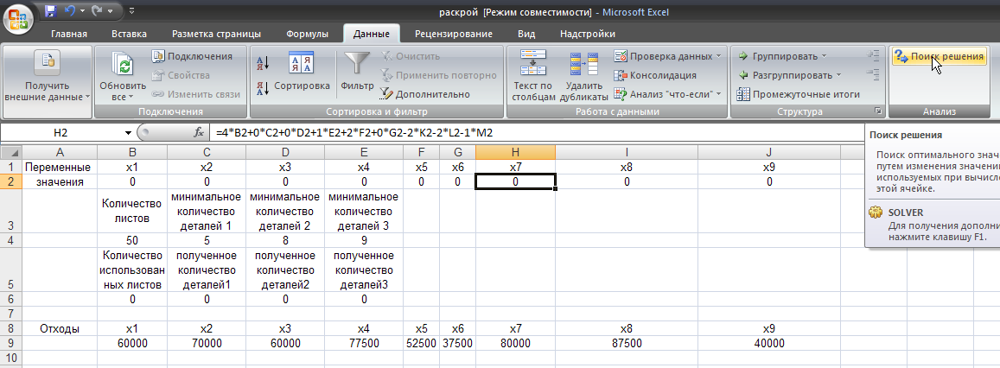 раскрой [Режим совместимости] - Microsoft Excel
Главная Вставка Разметка страницы Формулы Данные Рецензирование Вид Надстройки
Получить внешние данные
Обновить все
Подключения
Свойства
Изменить связи
Подключения
Сортировка
Фильтр
Очистить
Применить повторно
Дополнительно
Сортировка и фильтр
Текст по столбцам
Удалить дубликаты
Проверка данных
Консолидация
Анализ "что-если"
Работа с данными
Группировать
Разгруппировать
Промежуточные итоги
Структура
Поиск решения
Анализ
H2 fx =4*B2+0*C2+0*D2+1*E2+2*F2+0*G2-2*K2-2*L2-1*M2
Поиск решения
Поиск оптимального знач
путем изменения значени
используемых при вычисле
этой ячейке.
SOLVER
Для получения дополни
нажмите клавишу F1.
A B C D E F G H I J
1 Переменные x1 x2 x3 x4 x5 x6 x7 x8 x9
2 значения 0 0 0 0 0 0 0 0 0
3 Количество листов минимальное количество деталей 1 минимальное количество деталей 2 минимальное количество деталей 3
4 50 5 8 9
5 Количество использован ных листов полученное количество деталей1 полученное количество деталей2 полученное количество деталей3
6 0 0 0 0
7
8 Отходы x1 x2 x3 x4 x5 x6 x7 x8 x9
9 60000 70000 60000 77500 52500 37500 80000 87500 40000
10